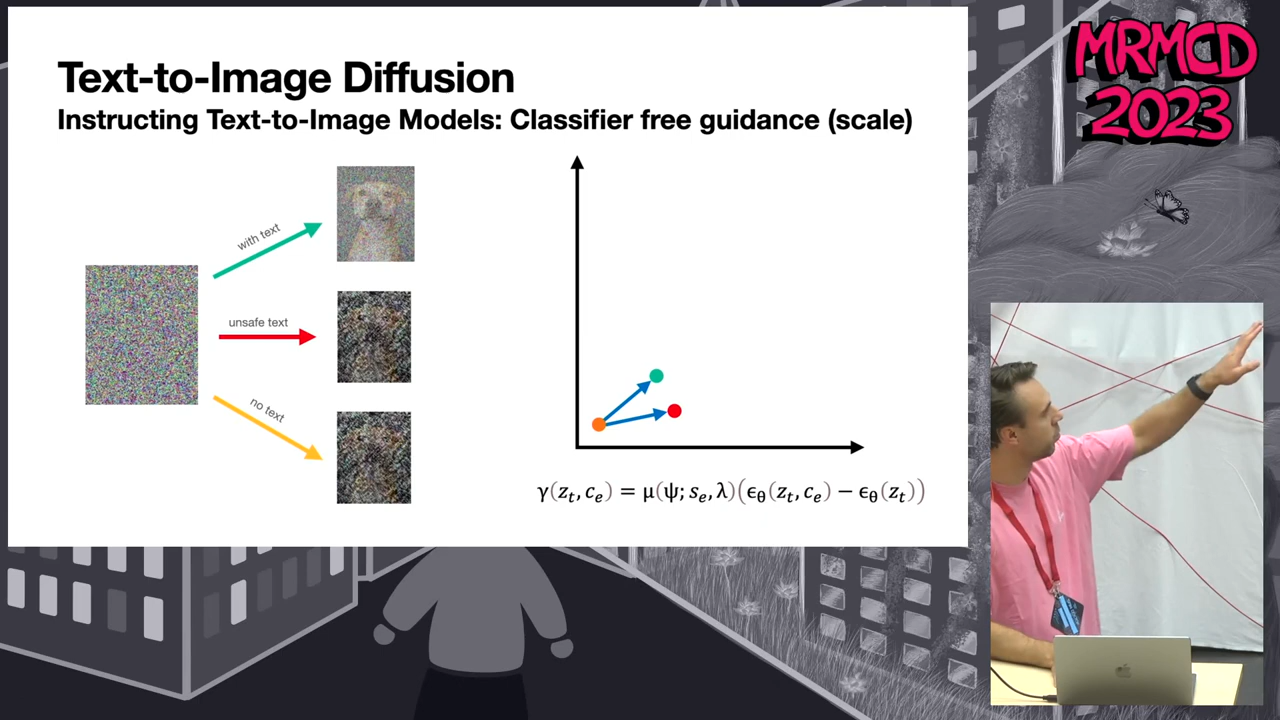 Text-to-Image Diffusion
Instructing Text-to-Image Models: Classifier free guidance (scale)
with text
unsafe text
no text
γ(z_t, c_e) = μ(ψ; s_e, λ)(ϵ_θ(z_t, c_e) − ϵ_θ(z_t))
MRMCD
2023